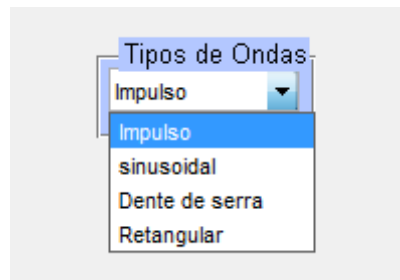 Tipos de Ondas
Impulso
Impulso
sinusoidal
Dente de serra
Retangular